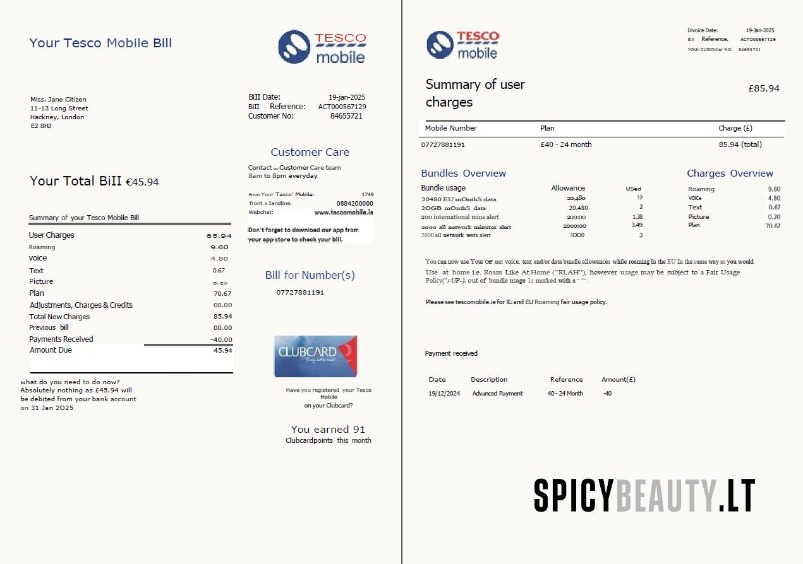 Your Tesco Mobile Bill
TESCO
mobile
Miss. Jane Citizen
11-13 Long Street
Hackney, London
E2 8HJ
Bill Date: 19-jan-2025
Bill Reference: ACT000567129
Customer No: 84655721
Your Total Bill €45.94
Summary of your Tesco Mobile Bill
User Charges 85.94
Roaming 9.60
voice 4.80
Text 0.67
Picture 0.20
Plan 70.67
Adjustments, Charges & Credits 00.00
Total New Charges 85.94
Previous bill 00.00
Payments Received -40.00
Amount Due 45.94
what do you need to do now?
Absolutely nothing as £45.94 will
be debited from your bank account
on 31 Jan 2025
Customer Care
Contact our Customer Care team
8am to 8pm everyday
From Your Tesco' Mobile: 1749
from a landline. 0884200000
Webchat: www.tescomobile.ie
Don't forget to download our app from
your app store to check your bill.
Bill for Number(s)
07727881191
CLUBCARD
Have you registered your Tesco
Mobile
on your Clubcard?
You earned 91
Clubcardpoints this month
TESCO
mobile
Invoice Date: 19-Jan-2025
Bill Reference. ACT000567129
YOUR CUSTOMER NO: 84655721
Summary of user
charges
£85.94
Mobile Number Plan Charge (£)
07727881191 £40 - 24 month 85.94 (total)
Bundles Overview
Bundle usage Allowance USed
20480 EU mOnthS data 20,480 12
20GB mOnthS data 20,480 2
200 international mins alert 200:00 1.38
2000 all network minutes alert 2000:00 3.49
3000 all network texts alert 3000 3
Charges Overview
Roaming 9.60
voice 4.80
Text 0.67
Picture 0.20
Plan 70.67
You can now use Your OF net voice, text and/or data bundle allowances while roaming In the EU In the same way as you would
Use at home i.e. Roam Like At Home ("RLAH"), however usage may be subject to a Fair Usage
out of bundle usage Is marked with a
Please see tescomobile.ie for EU Roaming fair usage policy.
Payment received
Date Description Reference Amount(£)
19/12/2024 Advanced Payment 40 - 24 Month -40
SPICYBEAUTY.LT